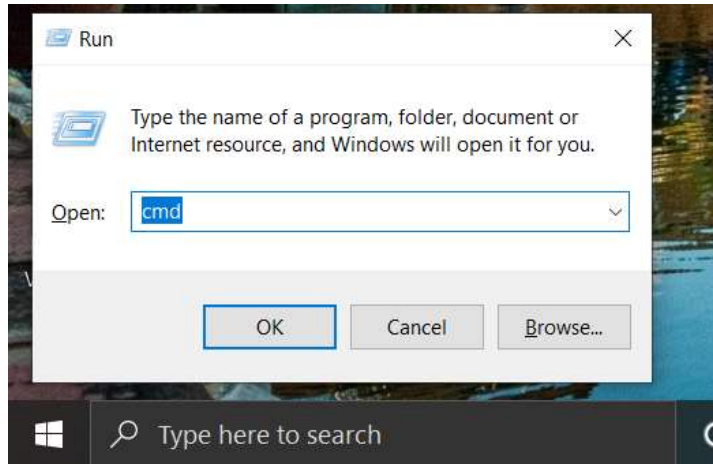 Run
Type the name of a program, folder, document or
Internet resource, and Windows will open it for you.
Open:
cmd
OK
Cancel
Browse...
Type here to search